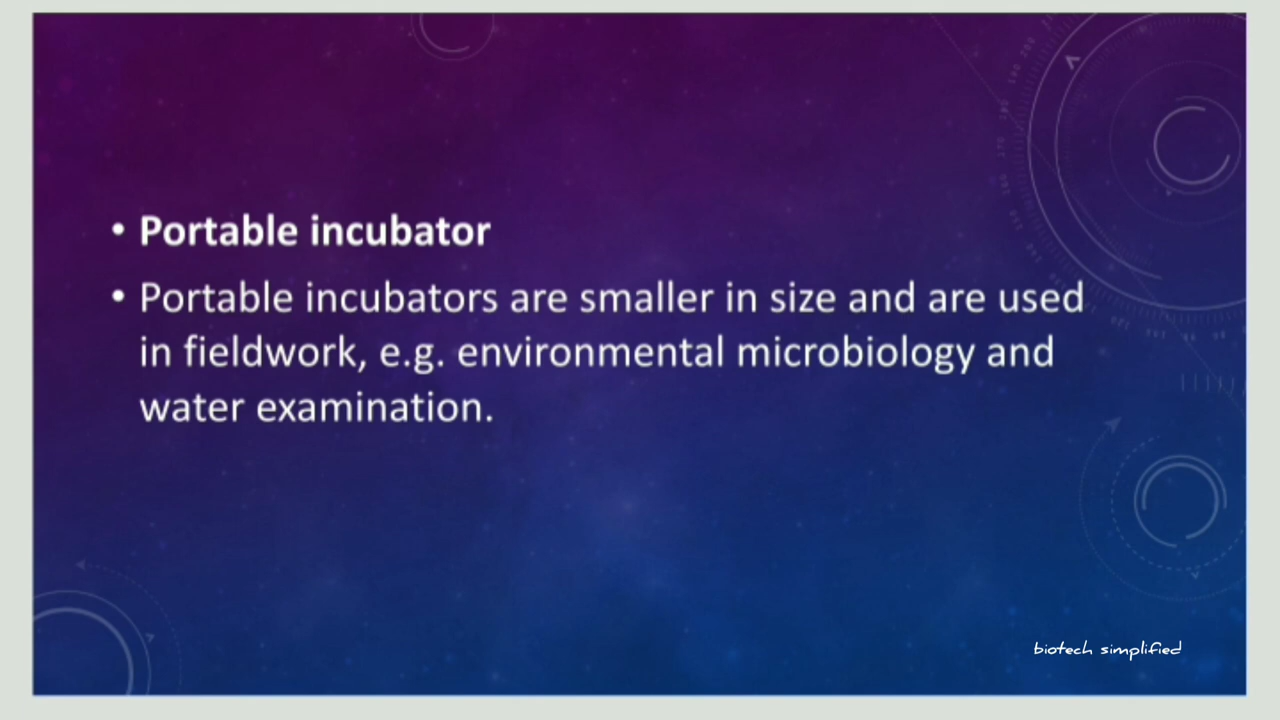 • Portable incubator
• Portable incubators are smaller in size and are used
in fieldwork, e.g. environmental microbiology and
water examination.
biotech simplified